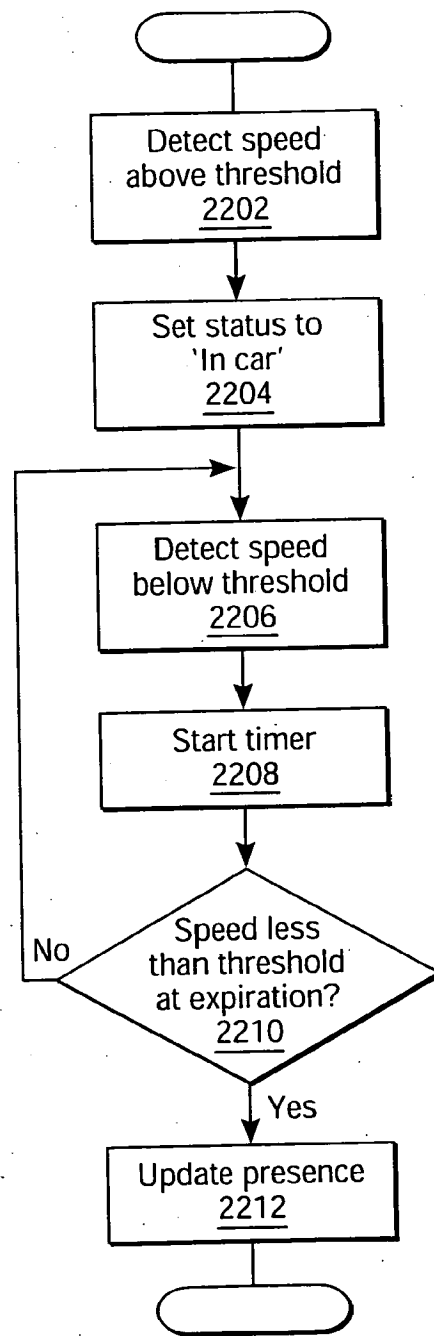 Detect speed
above threshold
2202
Set status to
'In car'
2204
Detect speed
below threshold
2206
Start timer
2208
Speed less
than threshold
at expiration?
2210
No
Yes
Update presence
2212